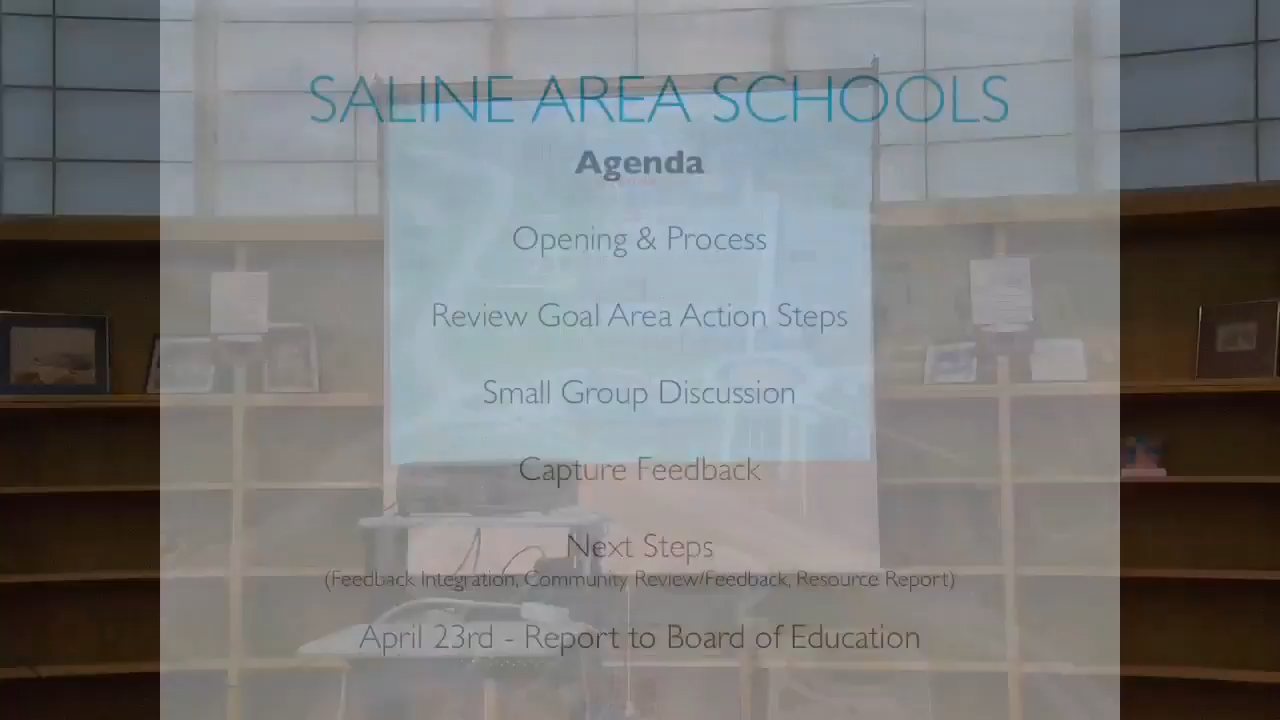 SALINE AREA SCHOOLS
Agenda
Opening & Process
Review Goal Area Action Steps
Small Group Discussion
Capture Feedback
Next Steps
(Feedback Integration, Community Review/Feedback, Resource Report)
April 23rd - Report to Board of Education